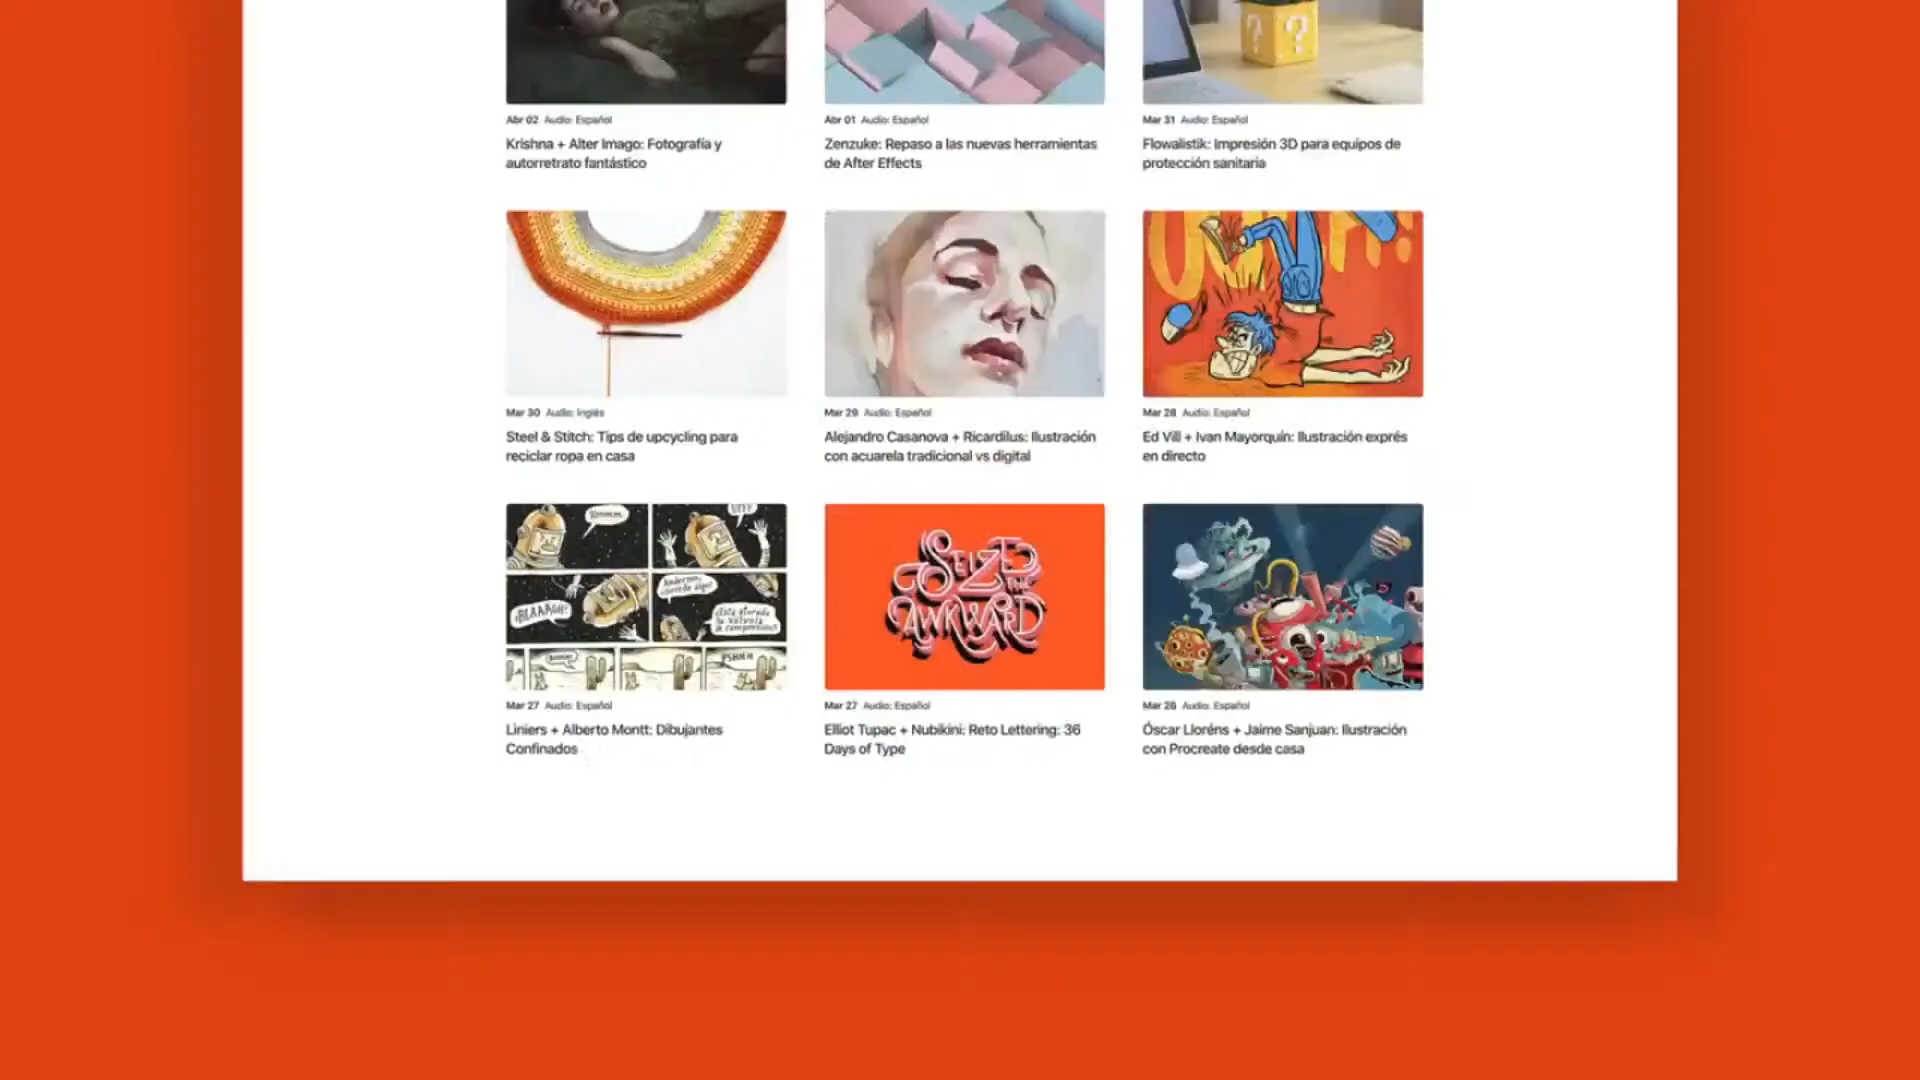 Abr 02 Audio: Español
Krishna + Alter Imago: Fotografía y
autorretrato fantástico
Abr 01 Audio: Español
Zenzuke: Repaso a las nuevas herramientas
de After Effects
Mar 31 Audio: Español
Flowalistik: Impresión 3D para equipos de
protección sanitaria
Mar 30 Audio: Inglés
Steel & Stitch: Tips de upcycling para
reciclar ropa en casa
Mar 29 Audio: Español
Alejandro Casanova + Ricardilus: Ilustración
con acuarela tradicional vs digital
Mar 28 Audio: Español
Ed Vill + Ivan Mayorquín: Ilustración exprés
en directo
¡BLAAAGH!
SEIZE
THE
AWKWARD
Mar 27 Audio: Español
Liniers + Alberto Montt: Dibujantes
Confinados
Mar 27 Audio: Español
Elliot Tupac + Nubikini: Reto Lettering: 36
Days of Type
Mar 26 Audio: Español
Óscar Lloréns + Jaime Sanjuan: Ilustración
con Procreate desde casa